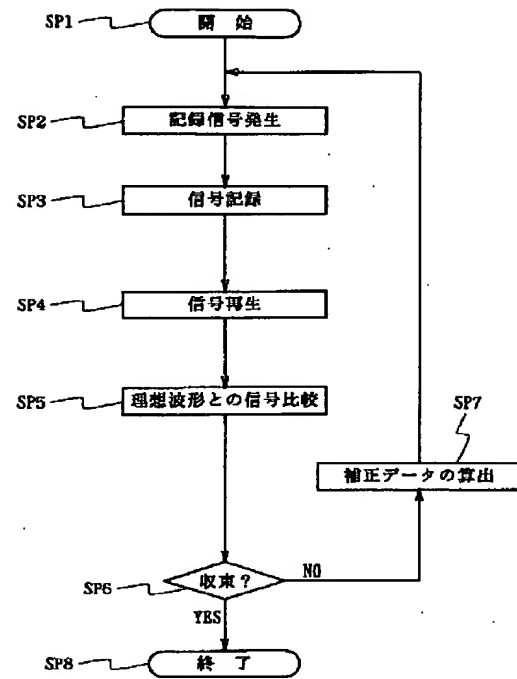 SP1
開 始
SP2
記録信号発生
SP3
信号記録
SP4
信号再生
SP5
理想波形との信号比較
SP7
補正データの算出
SP6
収束?
NO
YES
SP8
終 了